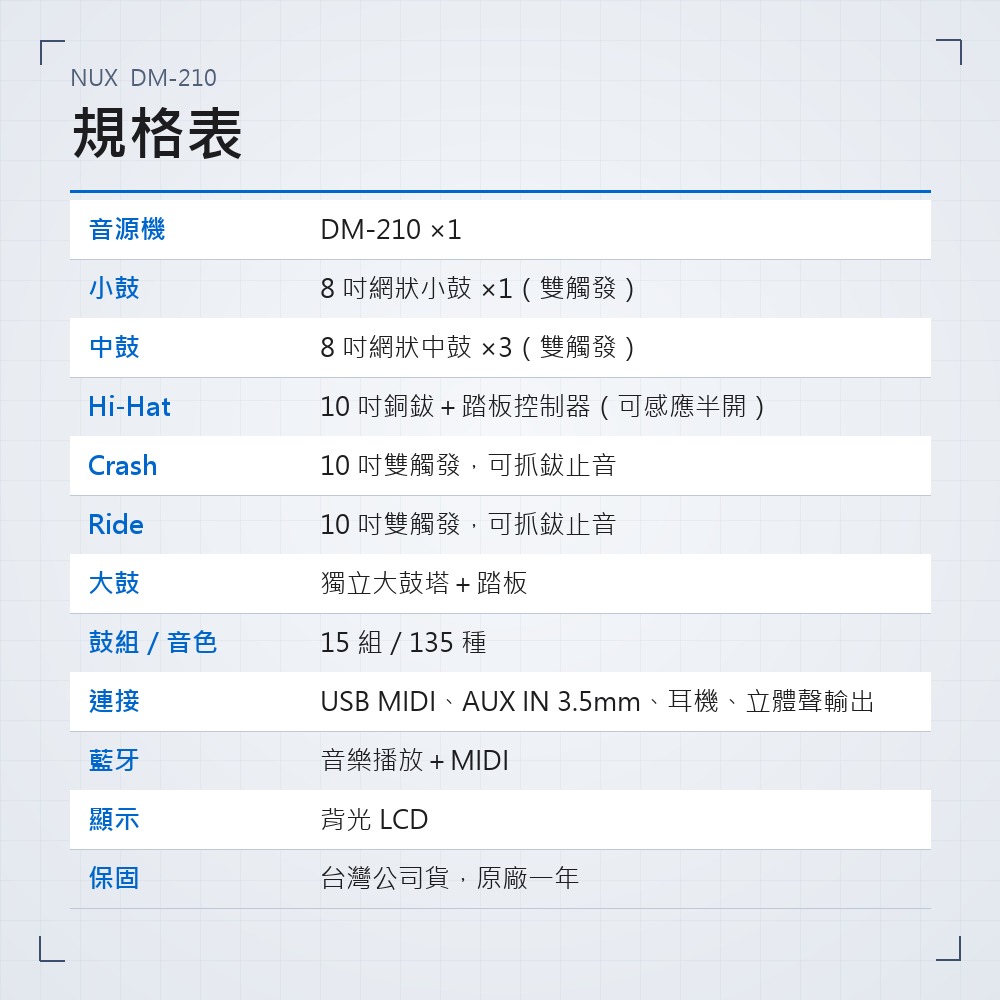 NUX DM-210
規格表
音源機 DM-210 ×1
小鼓 8 吋網狀小鼓 ×1（雙觸發）
中鼓 8 吋網狀中鼓 ×3（雙觸發）
Hi-Hat 10 吋銅鈸 + 踏板控制器（可感應半開）
Crash 10 吋雙觸發，可抓鈸止音
Ride 10 吋雙觸發，可抓鈸止音
大鼓 獨立大鼓塔 + 踏板
鼓組 / 音色 15 組 / 135 種
連接 USB MIDI、AUX IN 3.5mm、耳機、立體聲輸出
藍牙 音樂播放 + MIDI
顯示 背光 LCD
保固 台灣公司貨，原廠一年